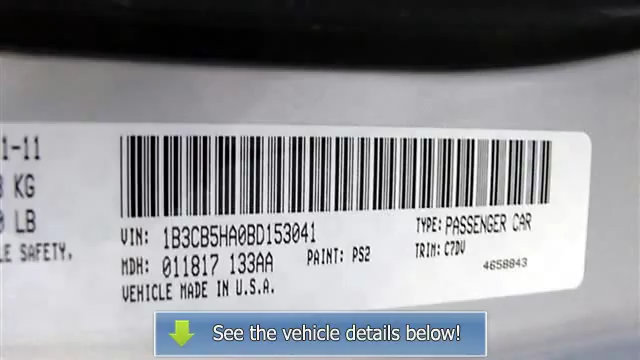 1-11
KG
LB
LE SAFETY,
VIN: 1B3CB5HA0BD153041
TYPE: PASSENGER CAR
MDH: 011817 133AA
PAINT: PS2
TRIM: C7DV
VEHICLE MADE IN U.S.A.
4658843
See the vehicle details below!